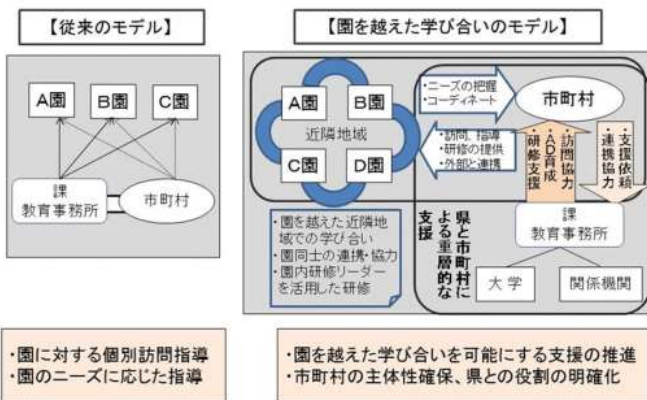 【従来のモデル】
A園
B園
C園
課
教育事務所
市町村
・園に対する個別訪問指導
・園のニーズに応じた指導
【園を越えた学び合いのモデル】
A園
B園
近隣地域
C園
D園
・ニーズの把握
・コーディネート
市町村
・訪問、指導
・研修の提供
・外部と連携
・訪問協力
・AD育成
・研修支援
・支援依頼
・連携協力
・園を越えた近隣地
域での学び合い
・園同士の連携・協力
・園内研修リーダー
を活用した研修
県と市町村に
よる重層的な
支援
課
教育事務所
大学
関係機関
・園を越えた学び合いを可能にする支援の推進
・市町村の主体性確保、県との役割の明確化